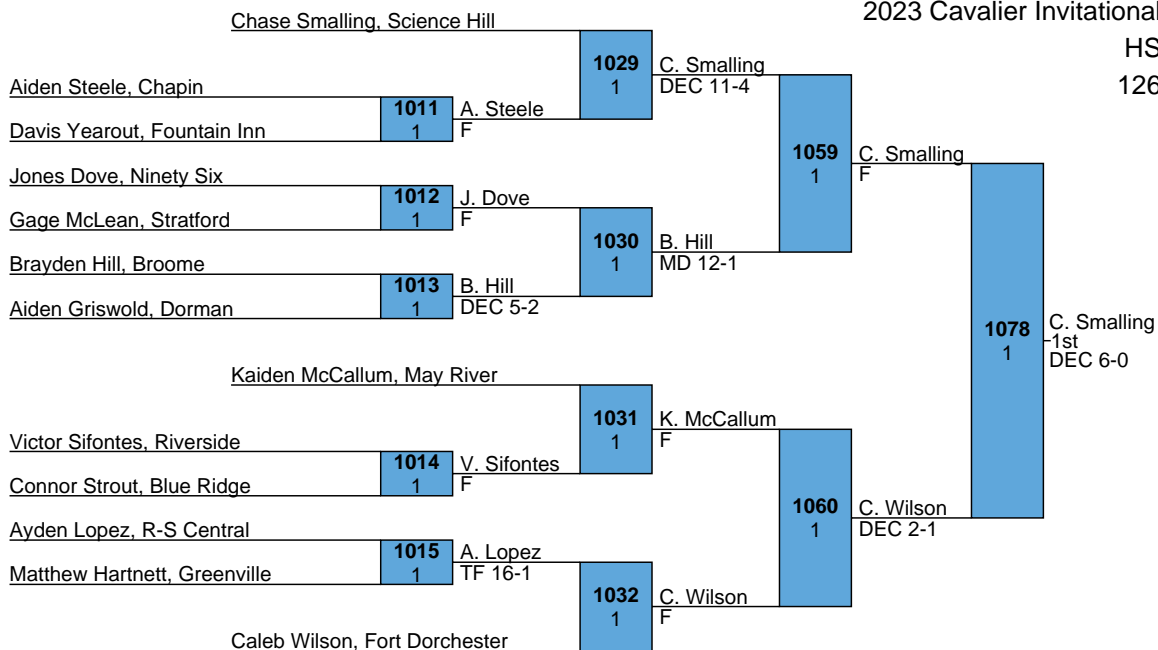 2023 Cavalier Invitational
HS
126
Chase Smalling, Science Hill
1029
1
C. Smalling
DEC 11-4
Aiden Steele, Chapin
1011
1
A. Steele
F
Davis Yearout, Fountain Inn
1059
1
C. Smalling
F
Jones Dove, Ninety Six
1012
1
J. Dove
F
Gage McLean, Stratford
1030
1
B. Hill
MD 12-1
Brayden Hill, Broome
1013
1
B. Hill
DEC 5-2
Aiden Griswold, Dorman
1078
1
C. Smalling
1st
DEC 6-0
Kaiden McCallum, May River
1031
1
K. McCallum
F
Victor Sifontes, Riverside
1014
1
V. Sifontes
F
Connor Strout, Blue Ridge
1060
1
C. Wilson
DEC 2-1
Ayden Lopez, R-S Central
1015
1
A. Lopez
TF 16-1
Matthew Hartnett, Greenville
1032
1
C. Wilson
F
Caleb Wilson, Fort Dorchester